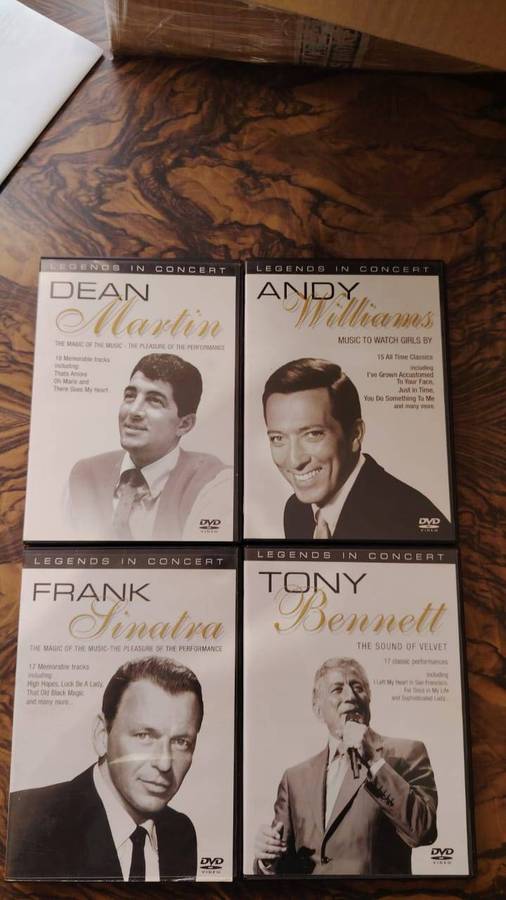 LEGENDS IN CONCERT
DEAN
Martin
THE MAGIC OF THE MUSIC - THE PLEASURE OF THE PERFORMANCE
18 Memorable tracks
including:
Thats Amore
Oh Marie and
There Goes My Heart
DVD
VIDEO
LEGENDS IN CONCERT
ANDY
Williams
MUSIC TO WATCH GIRLS BY
15 All Time Classics
including
I've Grown Accustomed
To Your Face,
Just in Time,
You Do Something To Me
and many more.
DVD
VIDEO
LEGENDS IN CONCERT
FRANK
Sinatra
THE MAGIC OF THE MUSIC-THE PLEASURE OF THE PERFORMANCE
17 Memorable tracks
including:
High Hopes, Luck Be A Lady,
That Old Black Magic
and many more...
DVD
VIDEO
LEGENDS IN CONCERT
TONY
Bennett
THE SOUND OF VELVET
17 classic performances
including
I Left My Heart in San Francisco,
For Once in My Life
and Sophisticated Lady...
DVD
VIDEO